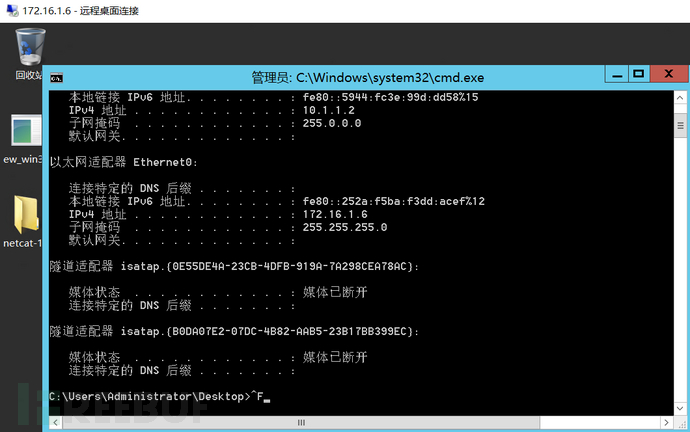 172.16.1.6 - 远程桌面连接
回收站
管理员: C:\Windows\system32\cmd.exe
本地链接 IPv6 地址. . . . . . . . : fe80::5944:fc3e:99d:dd58%15
IPv4 地址 . . . . . . . . . . . . : 10.1.1.2
子网掩码 . . . . . . . . . . . . : 255.0.0.0
默认网关. . . . . . . . . . . . . :
以太网适配器 Ethernet0:
连接特定的 DNS 后缀 . . . . . . . :
本地链接 IPv6 地址. . . . . . . . : fe80::252a:f5ba:f3dd:acef%12
IPv4 地址 . . . . . . . . . . . . : 172.16.1.6
子网掩码 . . . . . . . . . . . . : 255.255.255.0
默认网关. . . . . . . . . . . . . :
隧道适配器 isatap.{0E55DE4A-23CB-4DFB-919A-7A298CEA78AC}:
媒体状态 . . . . . . . . . . . . : 媒体已断开
连接特定的 DNS 后缀 . . . . . . . :
隧道适配器 isatap.{B0DA07E2-07DC-4B82-AAB5-23B17BB399EC}:
媒体状态 . . . . . . . . . . . . : 媒体已断开
连接特定的 DNS 后缀 . . . . . . . :
C:\Users\Administrator\Desktop>^F_
ew_win3
netcat-1
FREEBUF